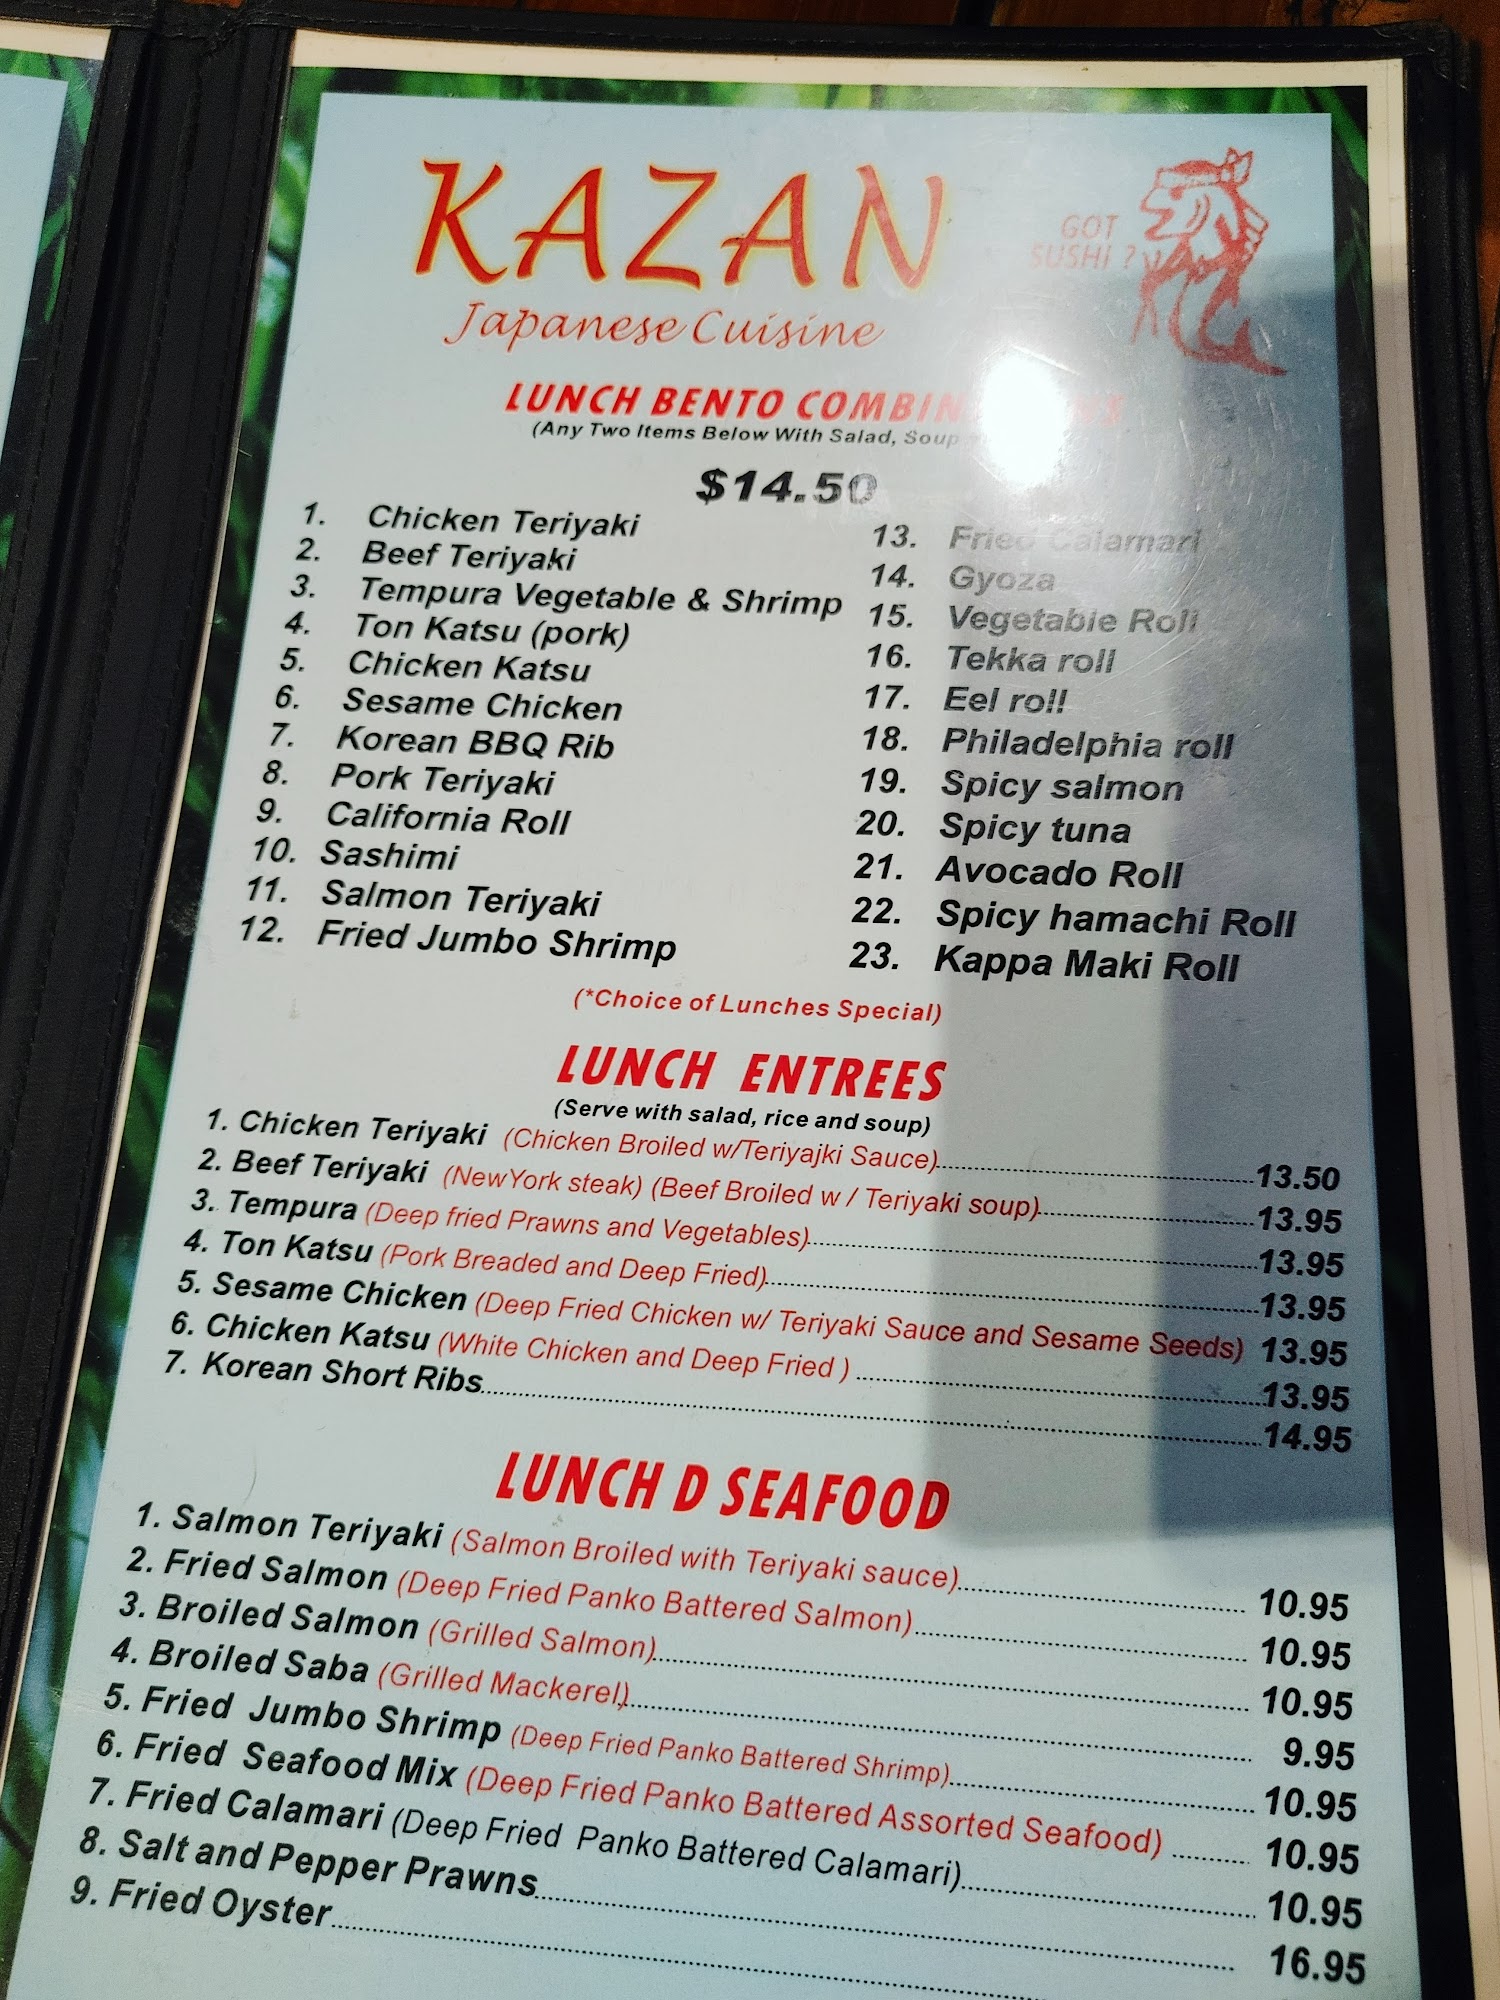 KAZAN
Japanese Cuisine
GOT
SUSHI ?
LUNCH BENTO
(Any Two Items Below With Salad, Soup
$14.50
1. Chicken Teriyaki
2. Beef Teriyaki
3. Tempura Vegetable & Shrimp
4. Ton Katsu (pork)
5. Chicken Katsu
6. Sesame Chicken
7. Korean BBQ Rib
8. Pork Teriyaki
9. California Roll
10. Sashimi
11. Salmon Teriyaki
12. Fried Jumbo Shrimp
13. Fried Calamari
14. Gyoza
15. Vegetable Roll
16. Tekka roll
17. Eel roll
18. Philadelphia roll
19. Spicy salmon
20. Spicy tuna
21. Avocado Roll
22. Spicy hamachi Roll
23. Kappa Maki Roll
(*Choice of Lunches Special)
LUNCH ENTREES
(Serve with salad, rice and soup)
1. Chicken Teriyaki (Chicken Broiled w/Teriyajki Sauce) 13.50
2. Beef Teriyaki (NewYork steak) (Beef Broiled w / Teriyaki soup) 13.95
3. Tempura (Deep fried Prawns and Vegetables) 13.95
4. Ton Katsu (Pork Breaded and Deep Fried) 13.95
5. Sesame Chicken (Deep Fried Chicken w/ Teriyaki Sauce and Sesame Seeds) 13.95
6. Chicken Katsu (White Chicken and Deep Fried ) 13.95
7. Korean Short Ribs 14.95
LUNCH D SEAFOOD
1. Salmon Teriyaki (Salmon Broiled with Teriyaki sauce) 10.95
2. Fried Salmon (Deep Fried Panko Battered Salmon) 10.95
3. Broiled Salmon (Grilled Salmon) 10.95
4. Broiled Saba (Grilled Mackerel) 9.95
5. Fried Jumbo Shrimp (Deep Fried Panko Battered Shrimp) 10.95
6. Fried Seafood Mix (Deep Fried Panko Battered Assorted Seafood) 10.95
7. Fried Calamari (Deep Fried Panko Battered Calamari) 10.95
8. Salt and Pepper Prawns 16.95
9. Fried Oyster